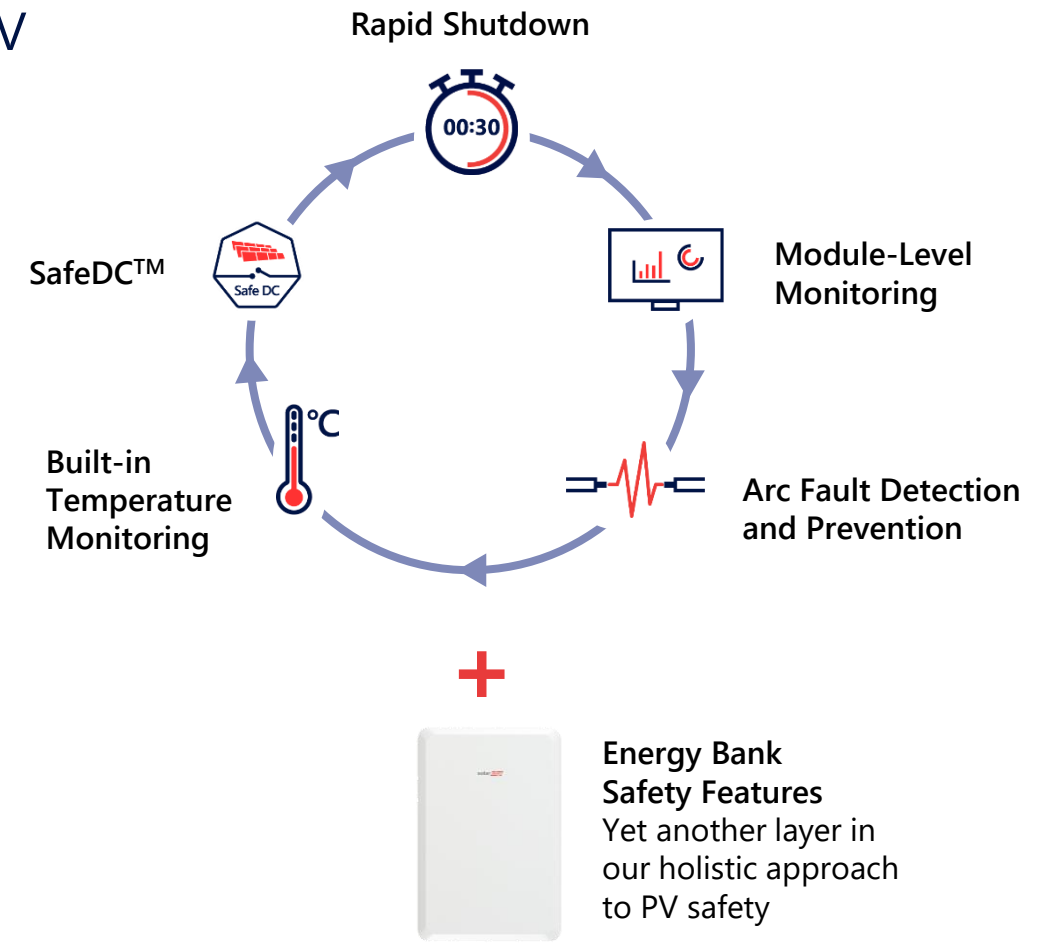 V
Rapid Shutdown
00:30
SafeDC™
Safe DC
Module-Level
Monitoring
°C
Built-in
Temperature
Monitoring
Arc Fault Detection
and Prevention
+
solaredge
Energy Bank
Safety Features
Yet another layer in
our holistic approach
to PV safety